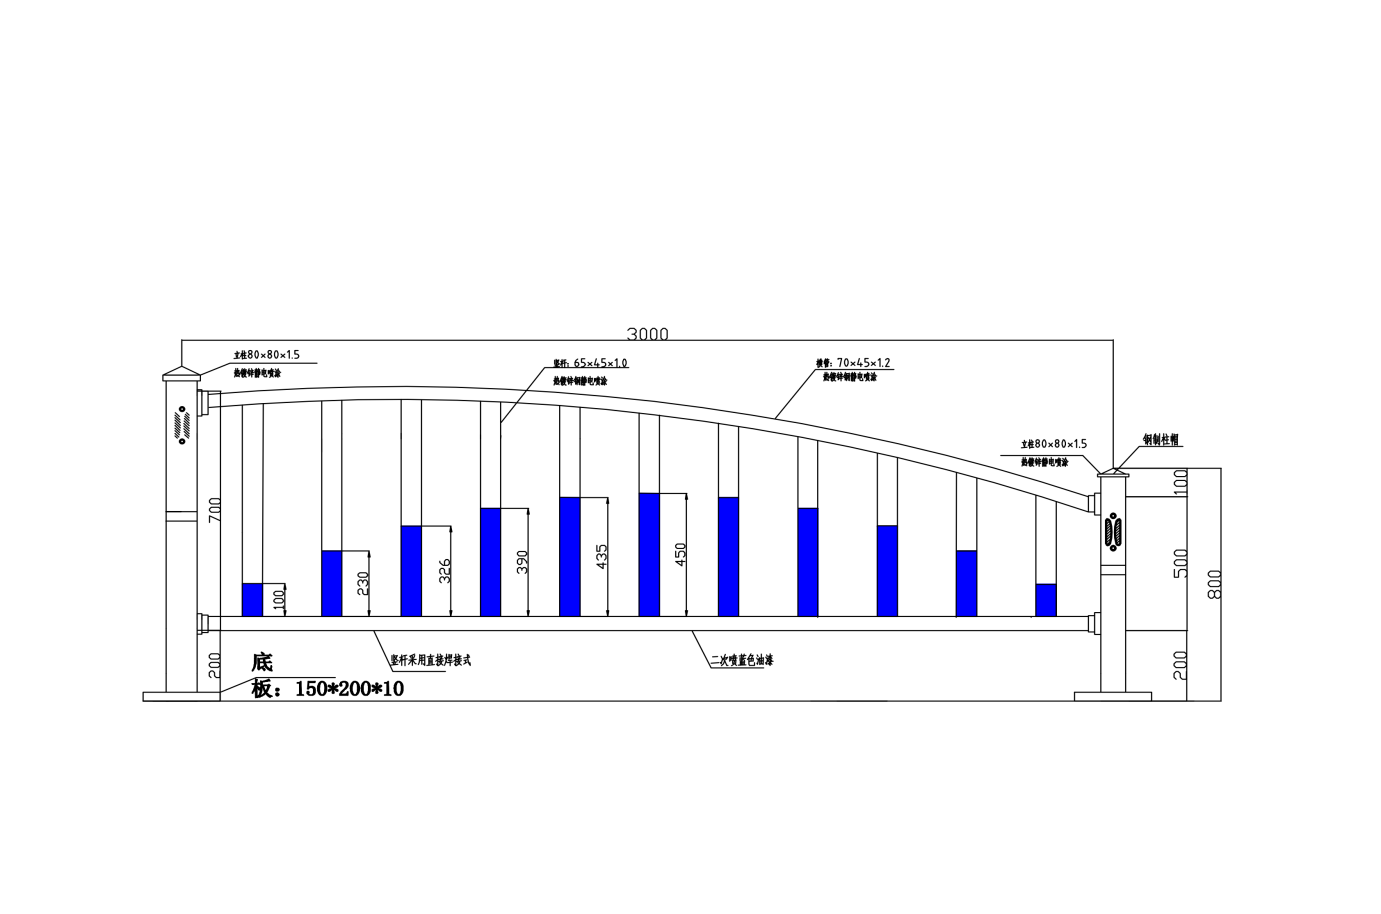 3000
立柱80×80×1.5
热镀锌静电喷涂
竖杆：65×45×1.0
热镀锌钢静电喷涂
横管：70×45×1.2
热镀锌钢静电喷涂
立柱80×80×1.5
热镀锌静电喷涂
钢制柱帽
700
200
100
230
326
390
435
450
100
500
200
800
竖杆采用直接焊接式
二次喷蓝色油漆
底
板：150*200*10